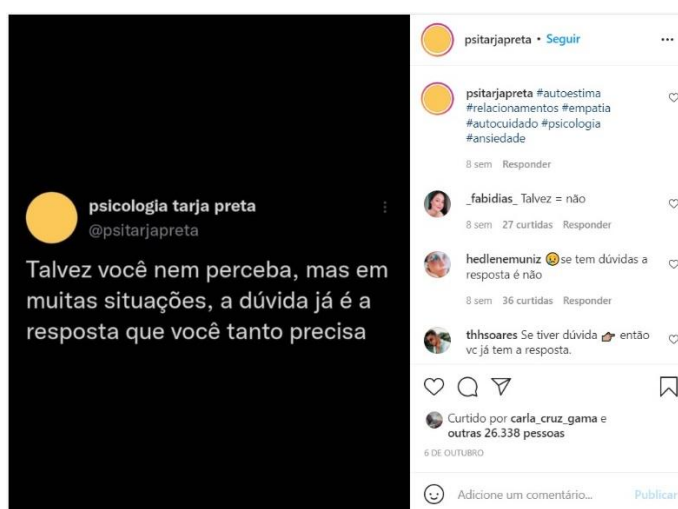 psicologia tarja preta
@psitarjapreta
Talvez você nem perceba, mas em
muitas situações, a dúvida já é a
resposta que você tanto precisa
psitarjapreta • Seguir
psitarjapreta #autoestima
#relacionamentos #empatia
#autocuidado #psicologia
#ansiedade
8 sem Responder
_fabidias_ Talvez = não
8 sem 27 curtidas Responder
hedlenemuniz 😥se tem dúvidas a
resposta é não
8 sem 36 curtidas Responder
thhsoares Se tiver dúvida 👉🏽 então
vc já tem a resposta.
Curtido por carla_cruz_gama e
outras 26.338 pessoas
6 DE OUTUBRO
Adicione um comentário... Publicar